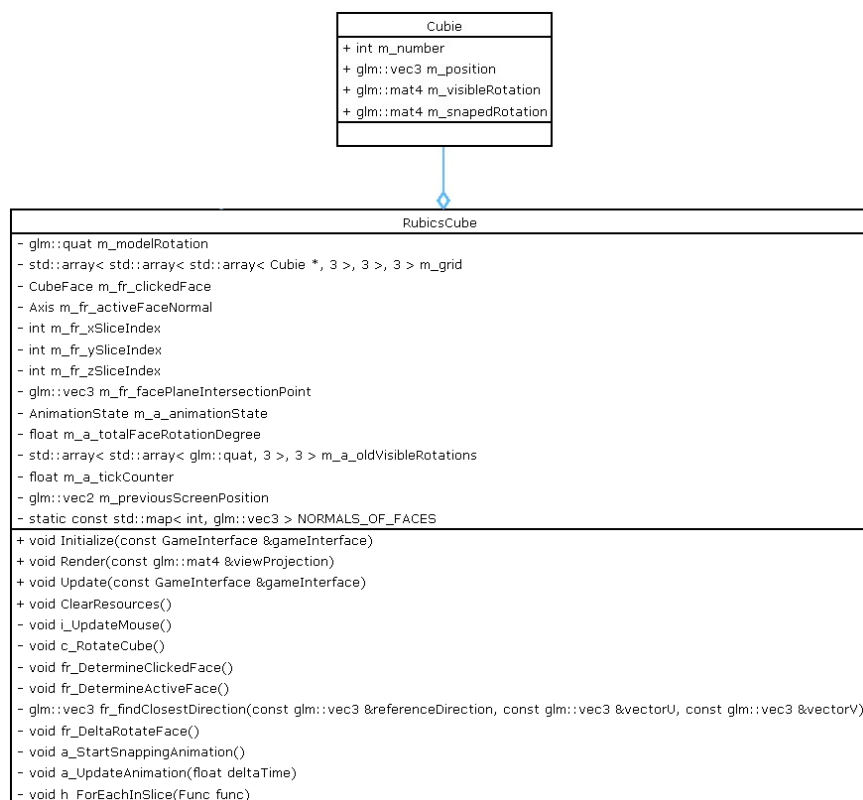 Cubie
+ int m_number
+ glm::vec3 m_position
+ glm::mat4 m_visibleRotation
+ glm::mat4 m_snapedRotation
RubicsCube
- glm::quat m_modelRotation
- std::array< std::array< std::array< Cubie *, 3 >, 3 >, 3 > m_grid
- CubeFace m_fr_clickedFace
- Axis m_fr_activeFaceNormal
- int m_fr_xSliceIndex
- int m_fr_ySliceIndex
- int m_fr_zSliceIndex
- glm::vec3 m_fr_facePlaneIntersectionPoint
- AnimationState m_a_animationState
- float m_a_totalFaceRotationDegree
- std::array< std::array< glm::quat, 3 >, 3 > m_a_oldVisibleRotations
- float m_a_tickCounter
- glm::vec2 m_previousScreenPosition
- static const std::map< int, glm::vec3 > NORMALS_OF_FACES
+ void Initialize(const GameInterface &gameInterface)
+ void Render(const glm::mat4 &viewProjection)
+ void Update(const GameInterface &gameInterface)
+ void ClearResources()
- void i_UpdateMouse()
- void c_RotateCube()
- void fr_DetermineClickedFace()
- void fr_DetermineActiveFace()
- glm::vec3 fr_findClosestDirection(const glm::vec3 &referenceDirection, const glm::vec3 &vectorU, const glm::vec3 &vectorV)
- void fr_DeltaRotateFace()
- void a_StartSnappingAnimation()
- void a_UpdateAnimation(float deltaTime)
- void h_ForEachInSlice(Func func)